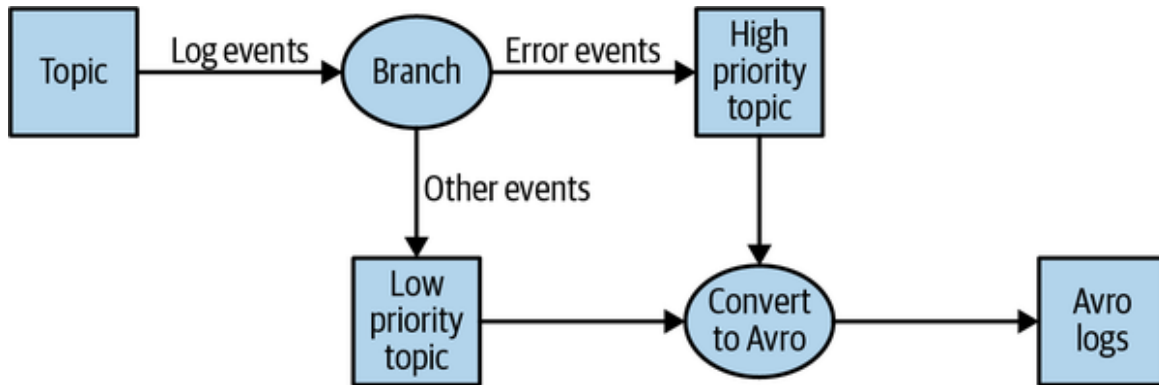 Topic
Log events
Branch
Error events
High
priority
topic
Other events
Low
priority
topic
Convert
to Avro
Avro
logs